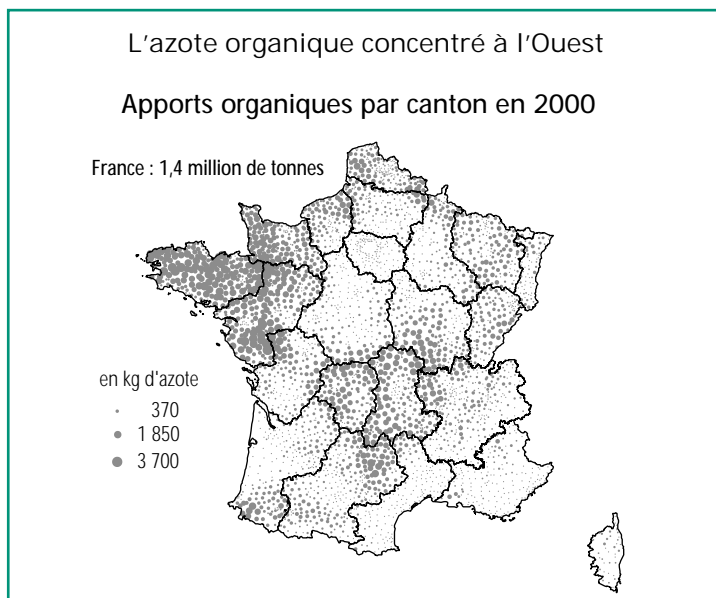 L'azote organique concentré à l'Ouest
Apports organiques par canton en 2000
France : 1,4 million de tonnes
en kg d'azote
370
1 850
3 700